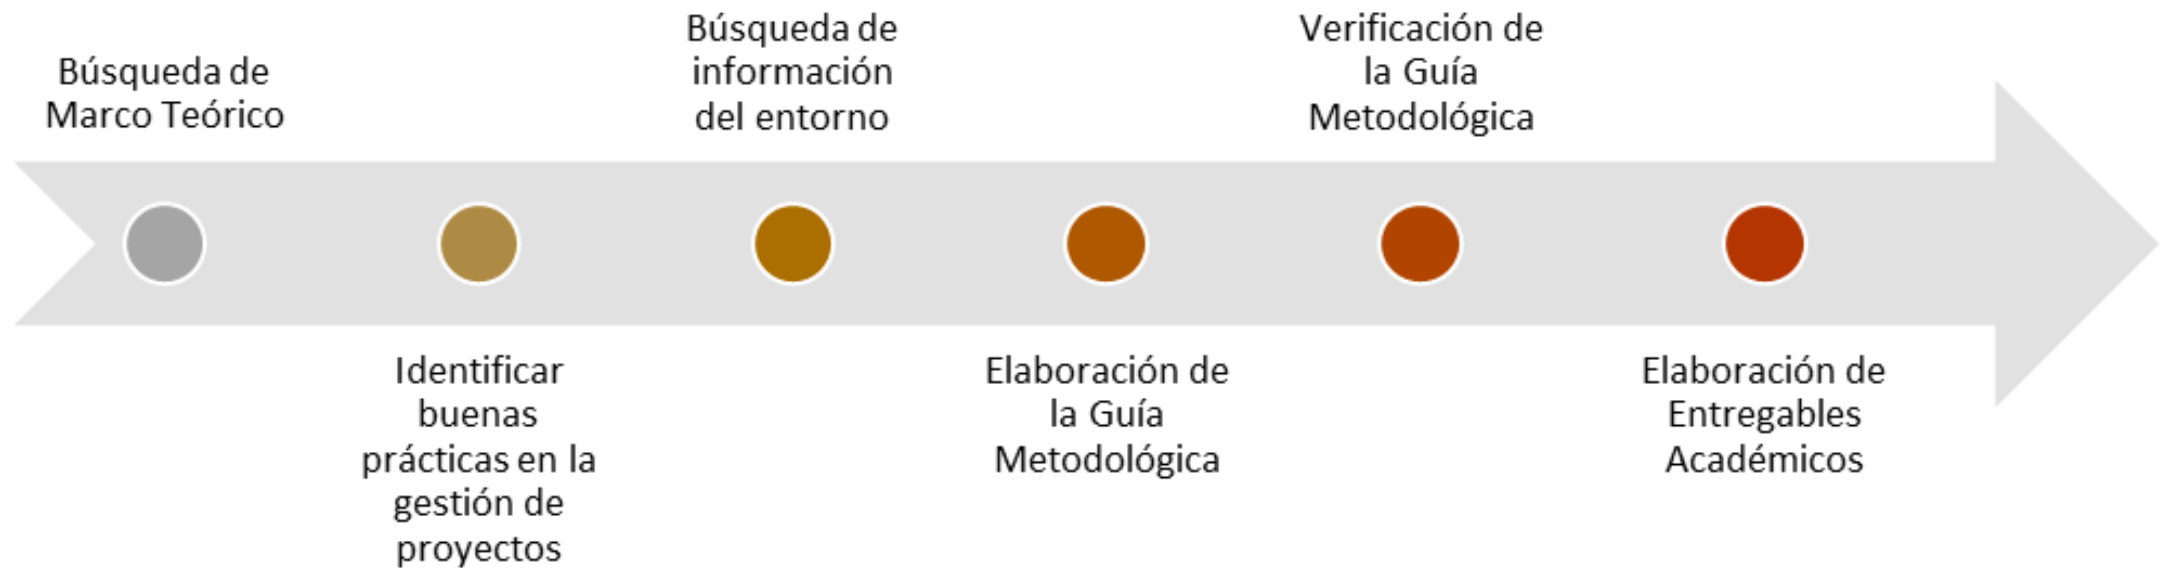 Búsqueda de
Marco Teórico
Identificar
buenas
prácticas en la
gestión de
proyectos
Búsqueda de
información
del entorno
Elaboración de
la Guía
Metodológica
Verificación de
la Guía
Metodológica
Elaboración de
Entregables
Académicos